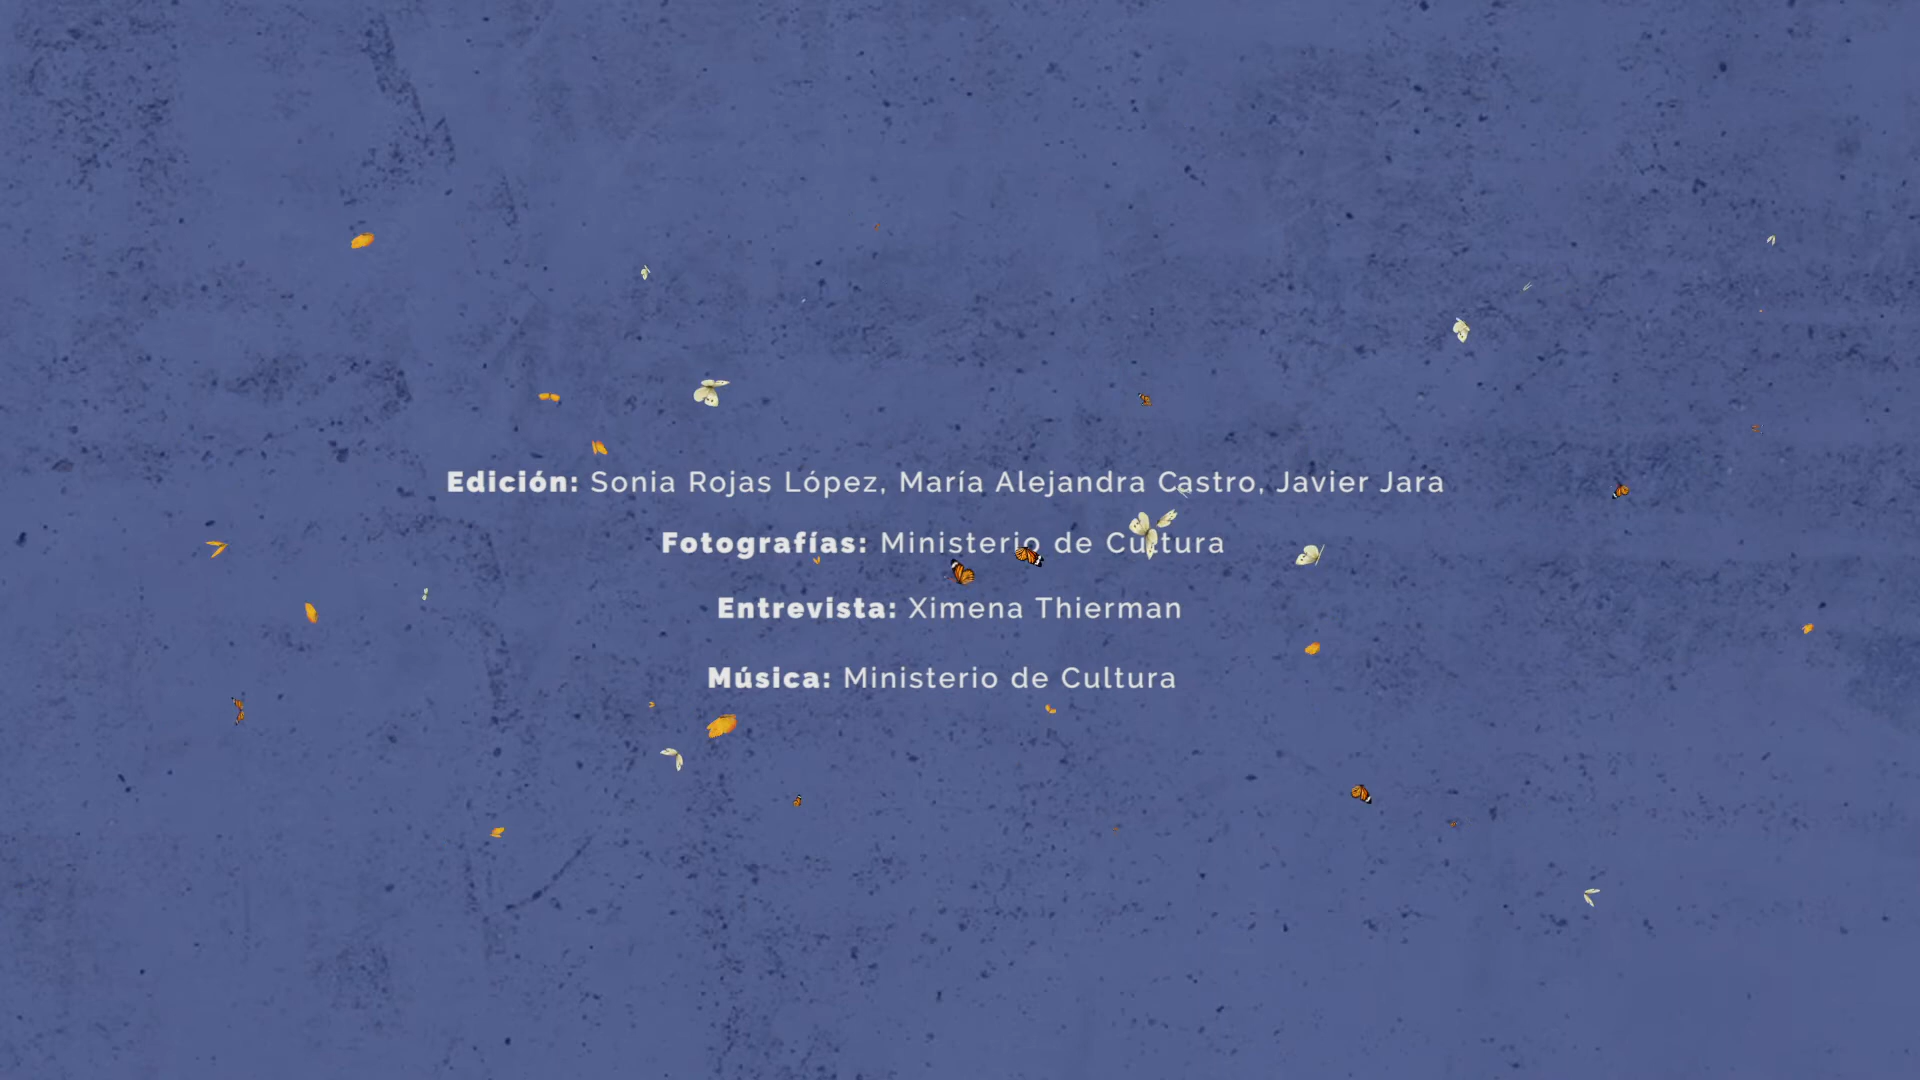 Edición: Sonia Rojas López, María Alejandra Castro, Javier Jara
Fotografías: Ministerio de Cultura
Entrevista: Ximena Thierman
Música: Ministerio de Cultura